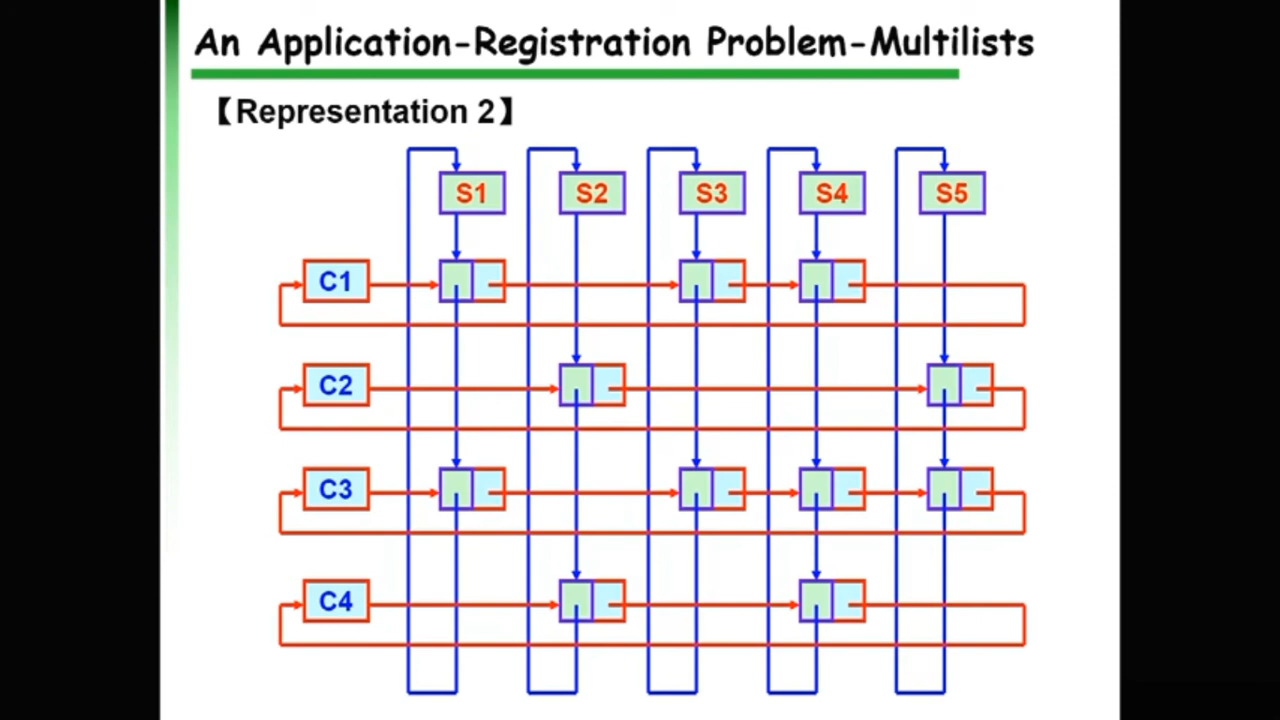 An Application-Registration Problem-Multilists
【Representation 2】
S1 S2 S3 S4 S5
C1
C2
C3
C4